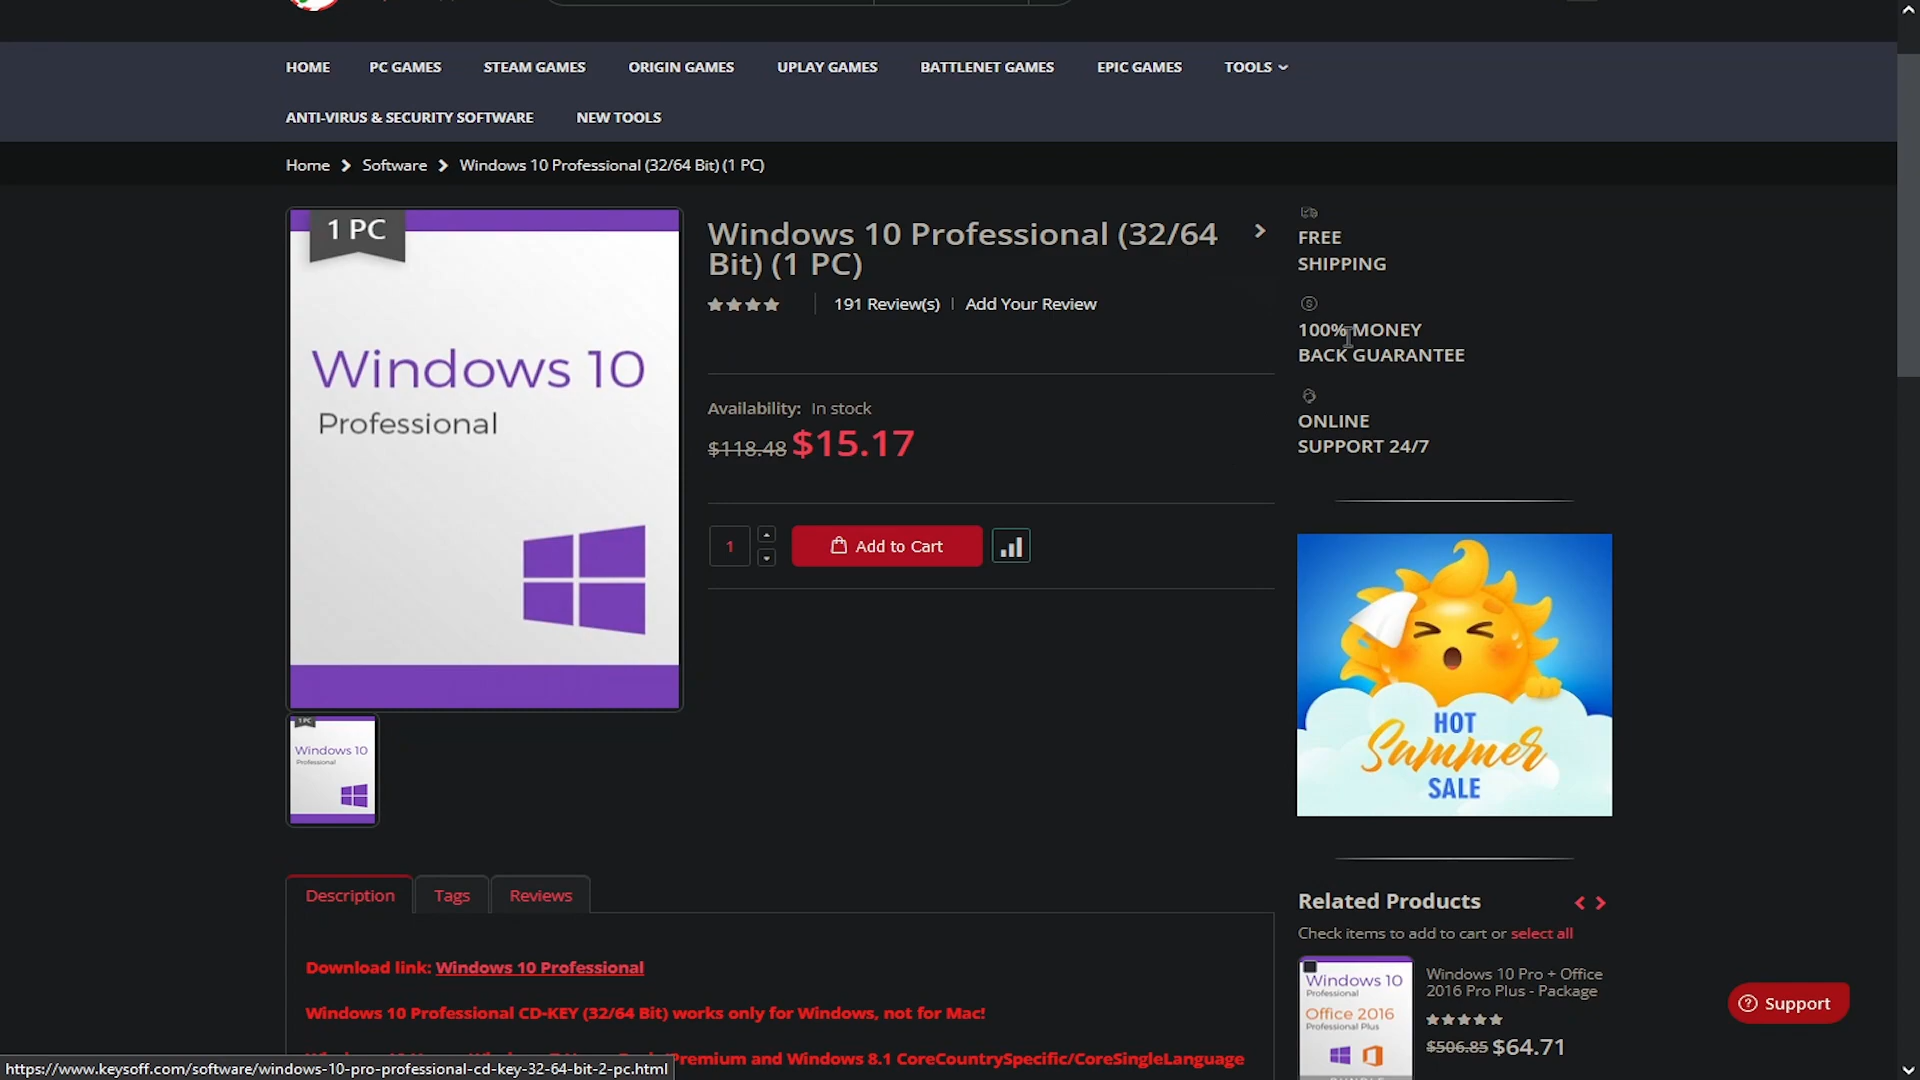 HOME
PC GAMES
STEAM GAMES
ORIGIN GAMES
UPLAY GAMES
BATTLENET GAMES
EPIC GAMES
TOOLS
ANTI-VIRUS & SECURITY SOFTWARE
NEW TOOLS
Home
Software
Windows 10 Professional (32/64 Bit) (1 PC)
1 PC
Windows 10
Professional
1 PC
Windows 10
Professional
Windows 10 Professional (32/64
Bit) (1 PC)
191 Review(s)
Add Your Review
Availability: In stock
$118.48 $15.17
1
Add to Cart
FREE
SHIPPING
100% MONEY
BACK GUARANTEE
ONLINE
SUPPORT 24/7
HOT
Summer
SALE
Description
Tags
Reviews
Download link: Windows 10 Professional
Windows 10 Professional CD-KEY (32/64 Bit) works only for Windows, not for Mac!
Premium and Windows 8.1 CoreCountrySpecific/CoreSingleLanguage
Related Products
Check items to add to cart or select all
Windows 10
Professional
Office 2016
Professional Plus
Windows 10 Pro + Office
2016 Pro Plus - Package
$506.85 $64.71
Support
https://www.keysoff.com/software/windows-10-pro-professional-cd-key-32-64-bit-2-pc.html